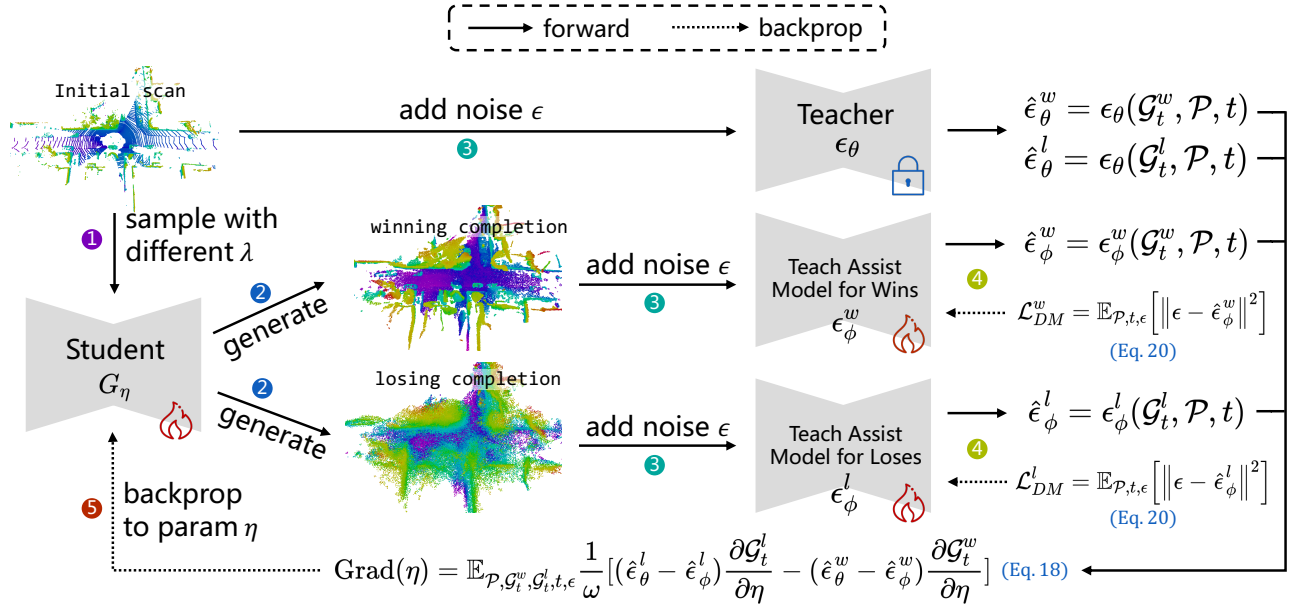 forward backprop
Initial scan
add noise ϵ
3
Teacher
ϵ_θ
ϵ̂_θ^w = ϵ_θ(𝒢_t^w, 𝒫, t)
ϵ̂_θ^l = ϵ_θ(𝒢_t^l, 𝒫, t)
1
sample with
different λ
winning completion
2
generate
add noise ϵ
3
Teach Assist
Model for Wins
ϵ_ϕ^w
4
ϵ̂_ϕ^w = ϵ_ϕ^w(𝒢_t^w, 𝒫, t)
ℒ_{DM}^w = 𝔼_{𝒫,t,ϵ}[‖ϵ − ϵ̂_ϕ^w‖^2]
(Eq. 20)
Student
G_η
2
generate
losing completion
add noise ϵ
3
Teach Assist
Model for Loses
ϵ_ϕ^l
4
ϵ̂_ϕ^l = ϵ_ϕ^l(𝒢_t^l, 𝒫, t)
ℒ_{DM}^l = 𝔼_{𝒫,t,ϵ}[‖ϵ − ϵ̂_ϕ^l‖^2]
(Eq. 20)
5
backprop
to param η
Grad(η) = 𝔼_{𝒫,𝒢_t^w,𝒢_t^l,t,ϵ} 1/ω [(ϵ̂_θ^l − ϵ̂_ϕ^l) ∂𝒢_t^l/∂η − (ϵ̂_θ^w − ϵ̂_ϕ^w) ∂𝒢_t^w/∂η] (Eq. 18)